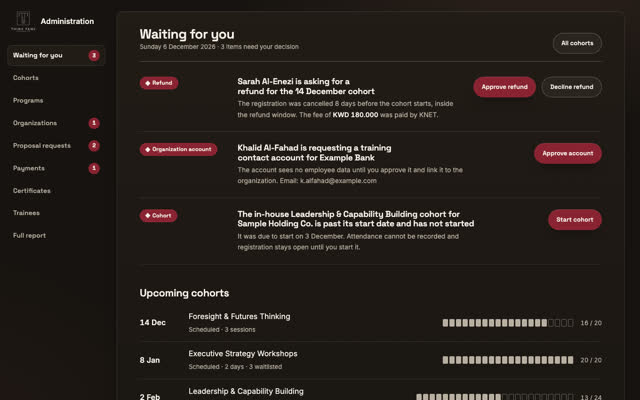 THINK FENS
Administration
Waiting for you 3
Cohorts
Programs
Organizations 1
Proposal requests 2
Payments 1
Certificates
Trainees
Full report
Waiting for you
Sunday 6 December 2026 · 3 items need your decision
All cohorts
Refund
Sarah Al-Enezi is asking for a
refund for the 14 December cohort
The registration was cancelled 8 days before the cohort starts, inside
the refund window. The fee of KWD 180.000 was paid by KNET.
Approve refund
Decline refund
Organization account
Khalid Al-Fahad is requesting a training
contact account for Example Bank
The account sees no employee data until you approve it and link it to the
organization. Email: k.alfahad@example.com
Approve account
Cohort
The in-house Leadership & Capability Building cohort for
Sample Holding Co. is past its start date and has not started
It was due to start on 3 December. Attendance cannot be recorded and
registration stays open until you start it.
Start cohort
Upcoming cohorts
14 Dec
Foresight & Futures Thinking
Scheduled · 3 sessions
16 / 20
8 Jan
Executive Strategy Workshops
Scheduled · 2 days · 3 waitlisted
20 / 20
2 Feb
Leadership & Capability Building
13 / 24